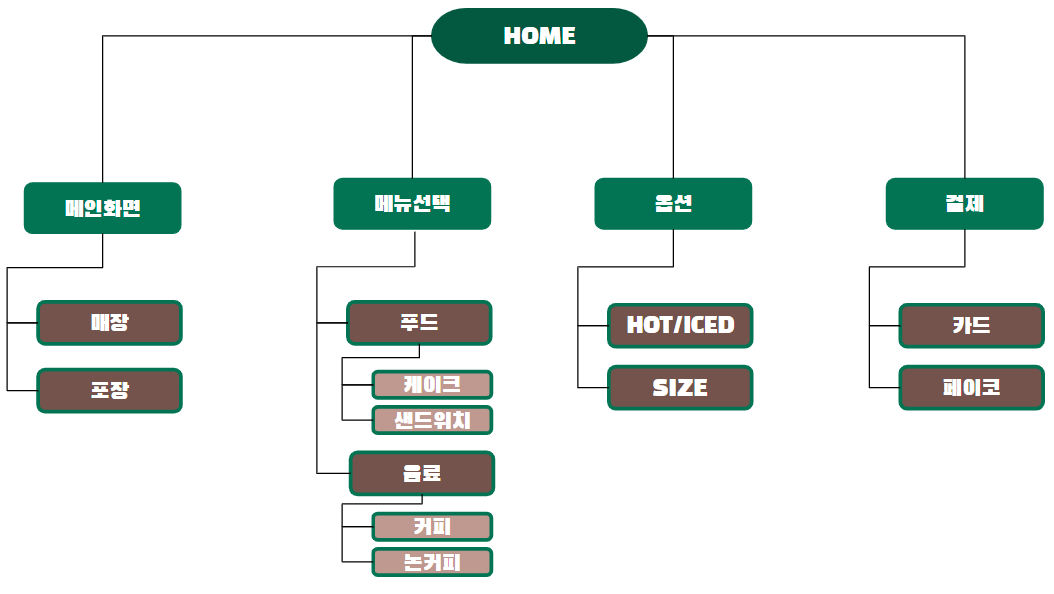 HOME
메인화면
메뉴선택
옵션
결제
매장
포장
푸드
케이크
샌드위치
음료
커피
논커피
HOT/ICED
SIZE
카드
페이코